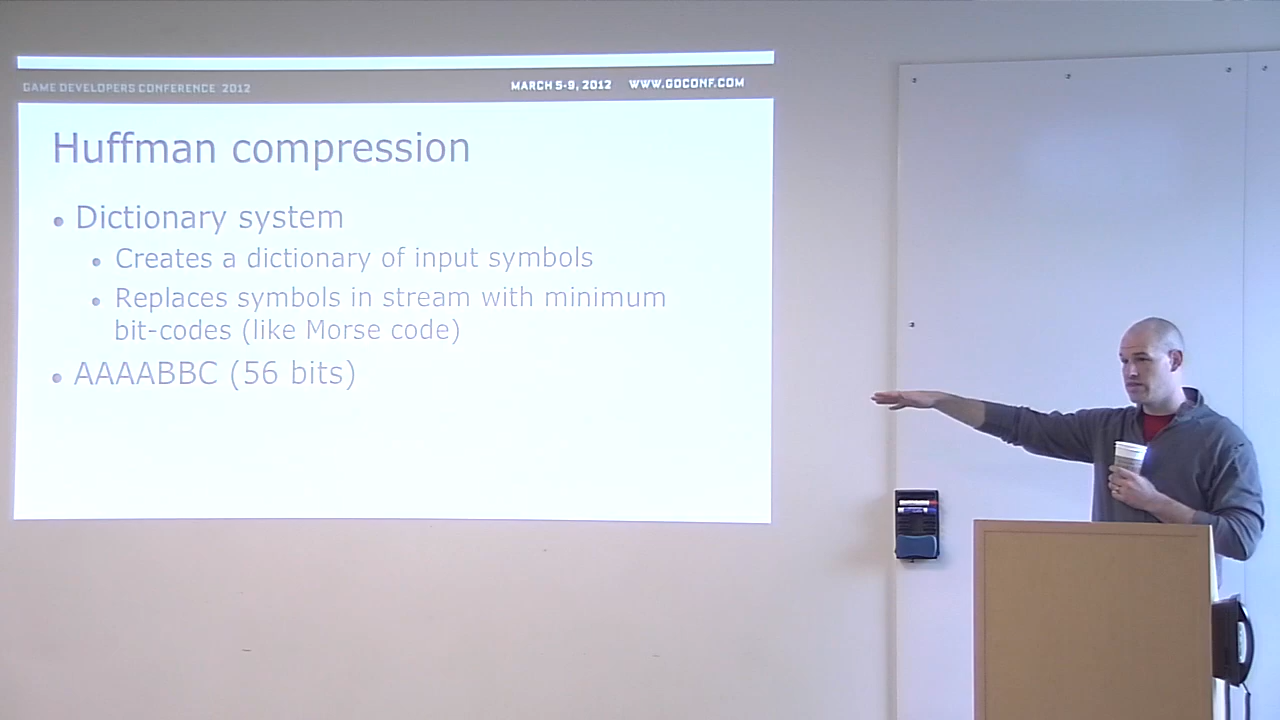 GAME DEVELOPERS CONFERENCE 2012
MARCH 5-9, 2012 WWW.GDCONF.COM
Huffman compression
• Dictionary system
• Creates a dictionary of input symbols
• Replaces symbols in stream with minimum
bit-codes (like Morse code)
• AAAABBC (56 bits)